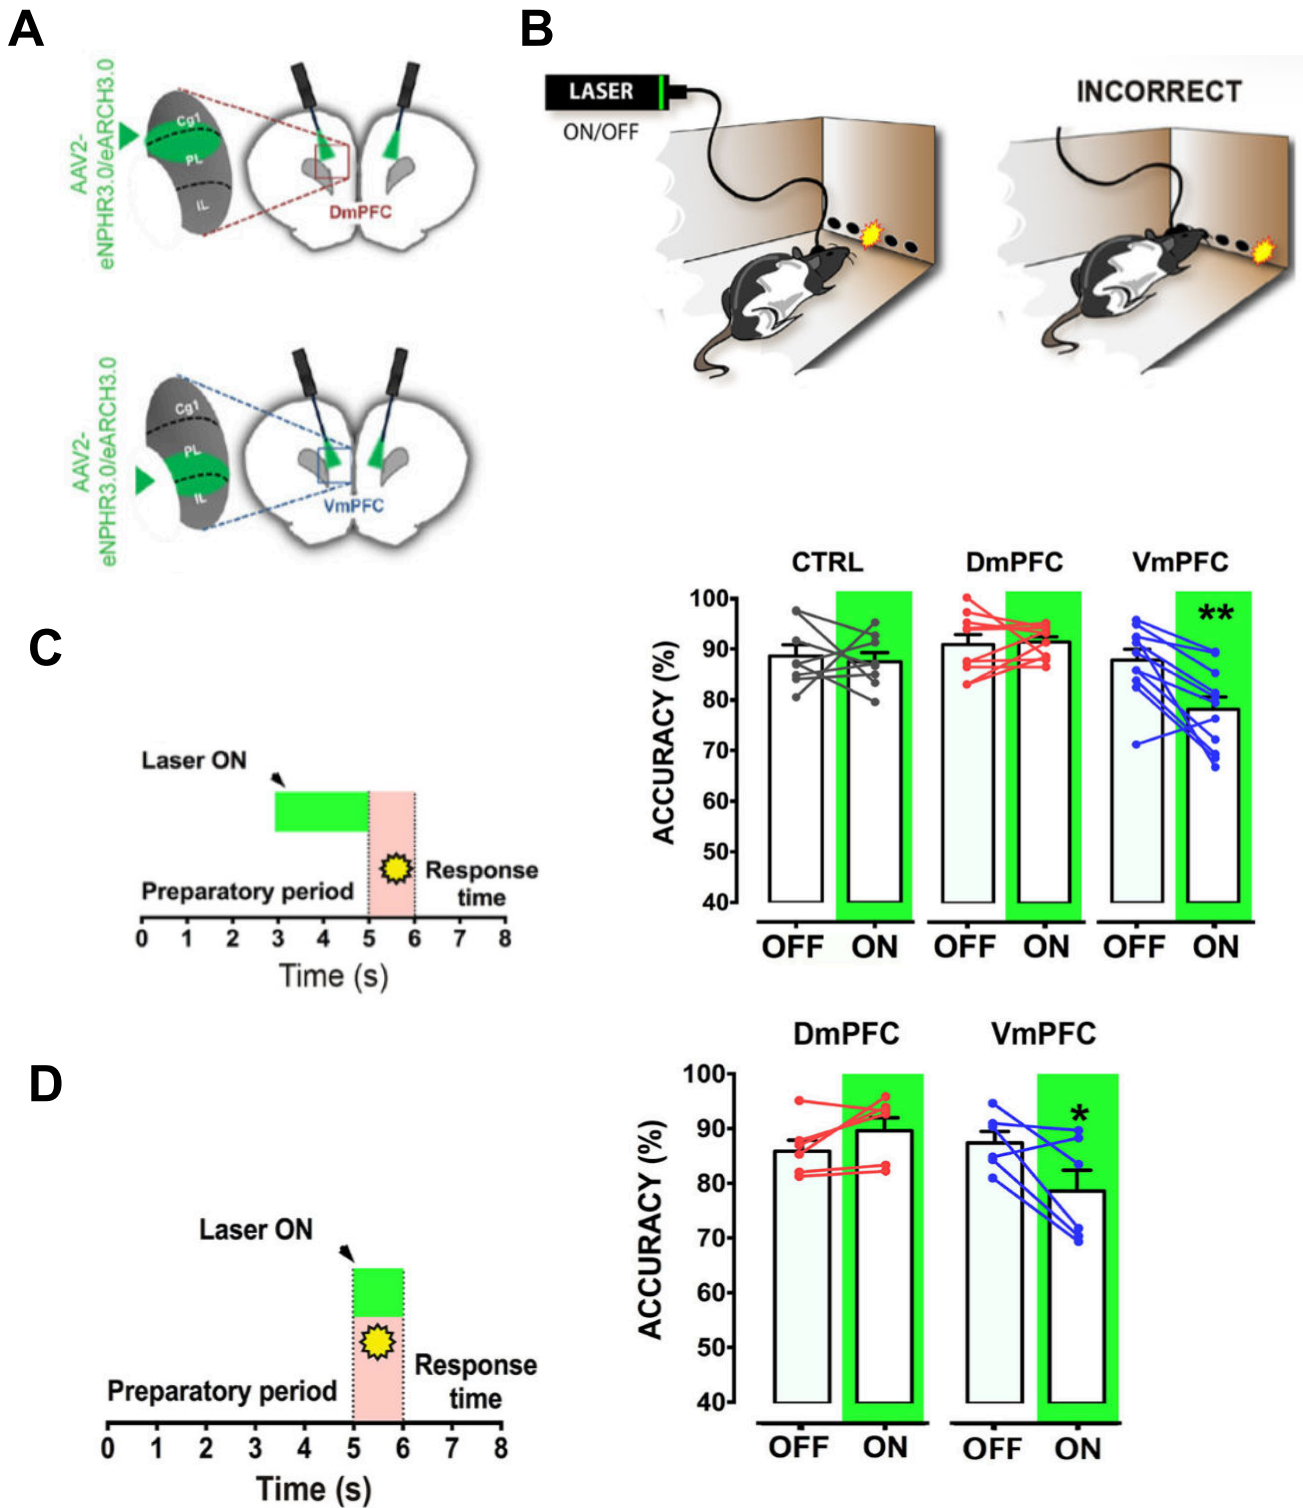 A
AAV2-
eNPHR3.0/eARCH3.0
Cg1
PL
IL
DmPFC
AAV2-
eNPHR3.0/eARCH3.0
Cg1
PL
IL
VmPFC
B
LASER
ON/OFF
INCORRECT
C
Laser ON
Preparatory period
Response
time
0 1 2 3 4 5 6 7 8
Time (s)
CTRL DmPFC VmPFC
ACCURACY (%)
100
90
80
70
60
50
40
**
OFF ON OFF ON OFF ON
D
Laser ON
Preparatory period
Response
time
0 1 2 3 4 5 6 7 8
Time (s)
DmPFC VmPFC
ACCURACY (%)
100
90
80
70
60
50
40
*
OFF ON OFF ON